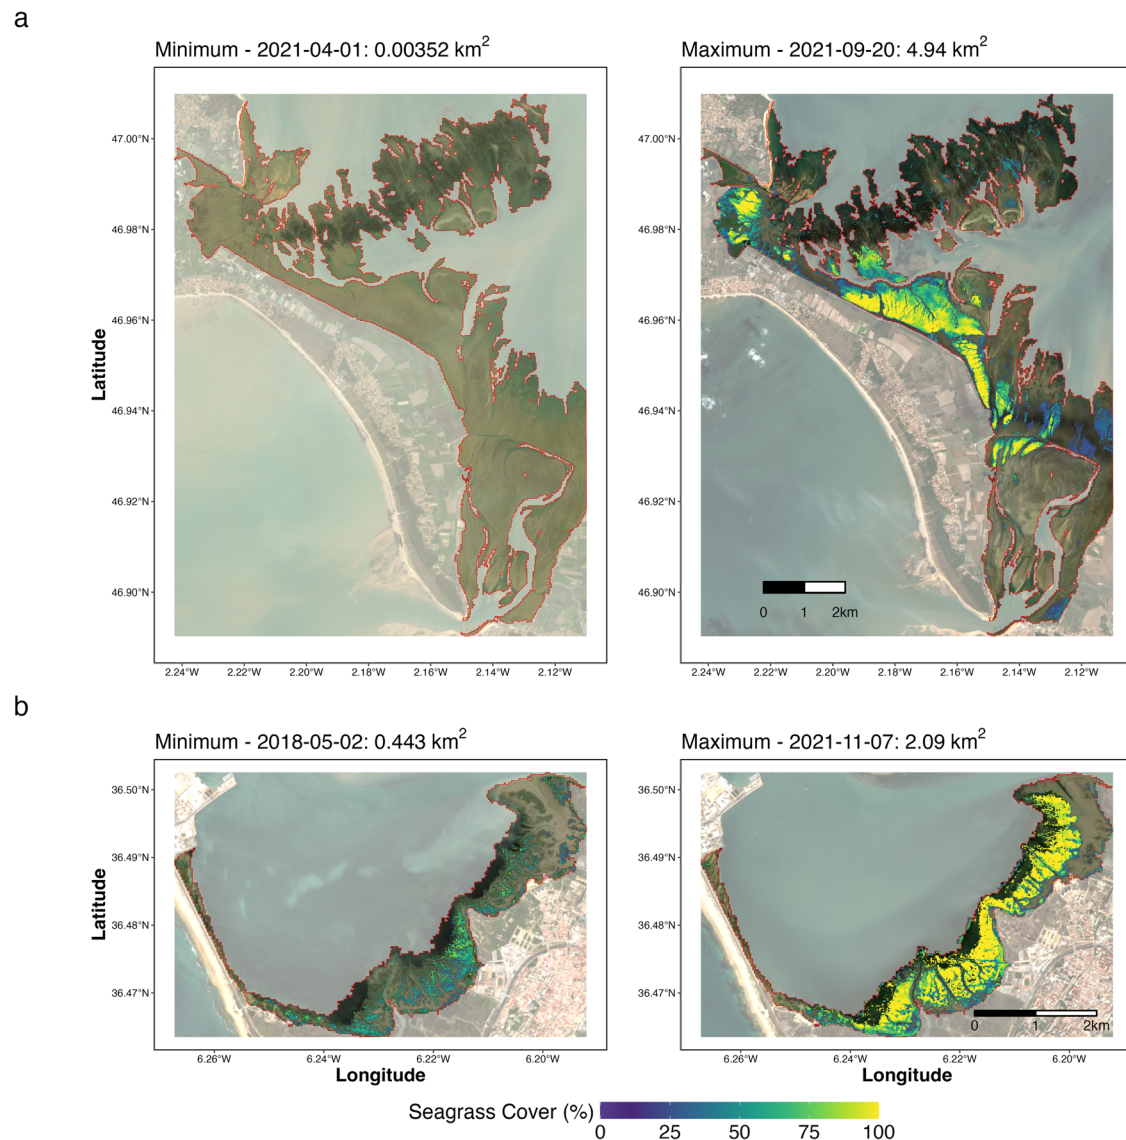 a
Minimum - 2021-04-01: 0.00352 km2
Maximum - 2021-09-20: 4.94 km2
Latitude
47.00°N
46.98°N
46.96°N
46.94°N
46.92°N
46.90°N
2.24°W 2.22°W 2.20°W 2.18°W 2.16°W 2.14°W 2.12°W
47.00°N
46.98°N
46.96°N
46.94°N
46.92°N
46.90°N
0 1 2km
2.24°W 2.22°W 2.20°W 2.18°W 2.16°W 2.14°W 2.12°W
b
Minimum - 2018-05-02: 0.443 km2
Maximum - 2021-11-07: 2.09 km2
Latitude
36.50°N
36.49°N
36.48°N
36.47°N
6.26°W 6.24°W 6.22°W 6.20°W
Longitude
36.50°N
36.49°N
36.48°N
36.47°N
0 1 2km
6.26°W 6.24°W 6.22°W 6.20°W
Longitude
Seagrass Cover (%)
0 25 50 75 100